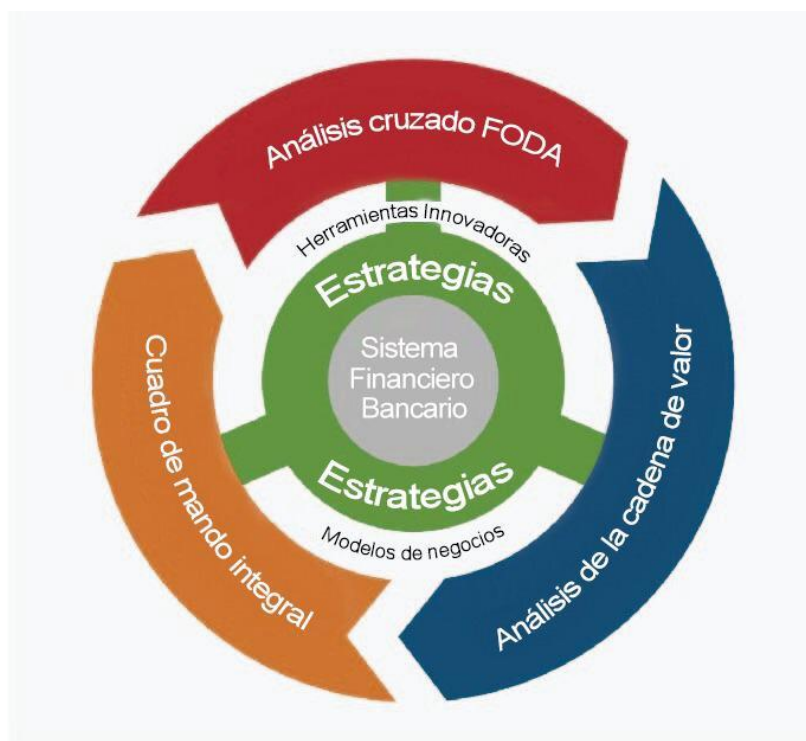 Análisis cruzado FODA
Herramientas Innovadoras
Estrategias
Sistema
Financiero
Bancario
Estrategias
Modelos de negocios
Análisis de la cadena de valor
Cuadro de mando integral